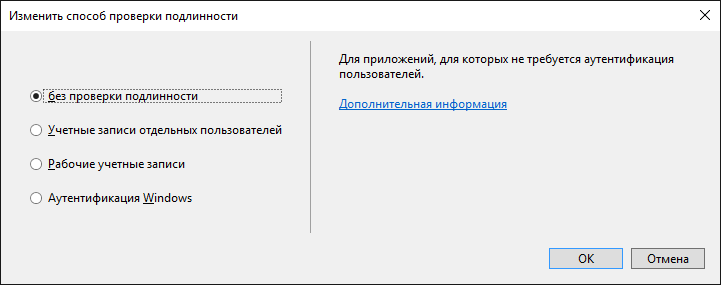 Изменить способ проверки подлинности
Для приложений, для которых не требуется аутентификация
пользователей.
Дополнительная информация
без проверки подлинности
Учетные записи отдельных пользователей
Рабочие учетные записи
Аутентификация Windows
ОК
Отмена